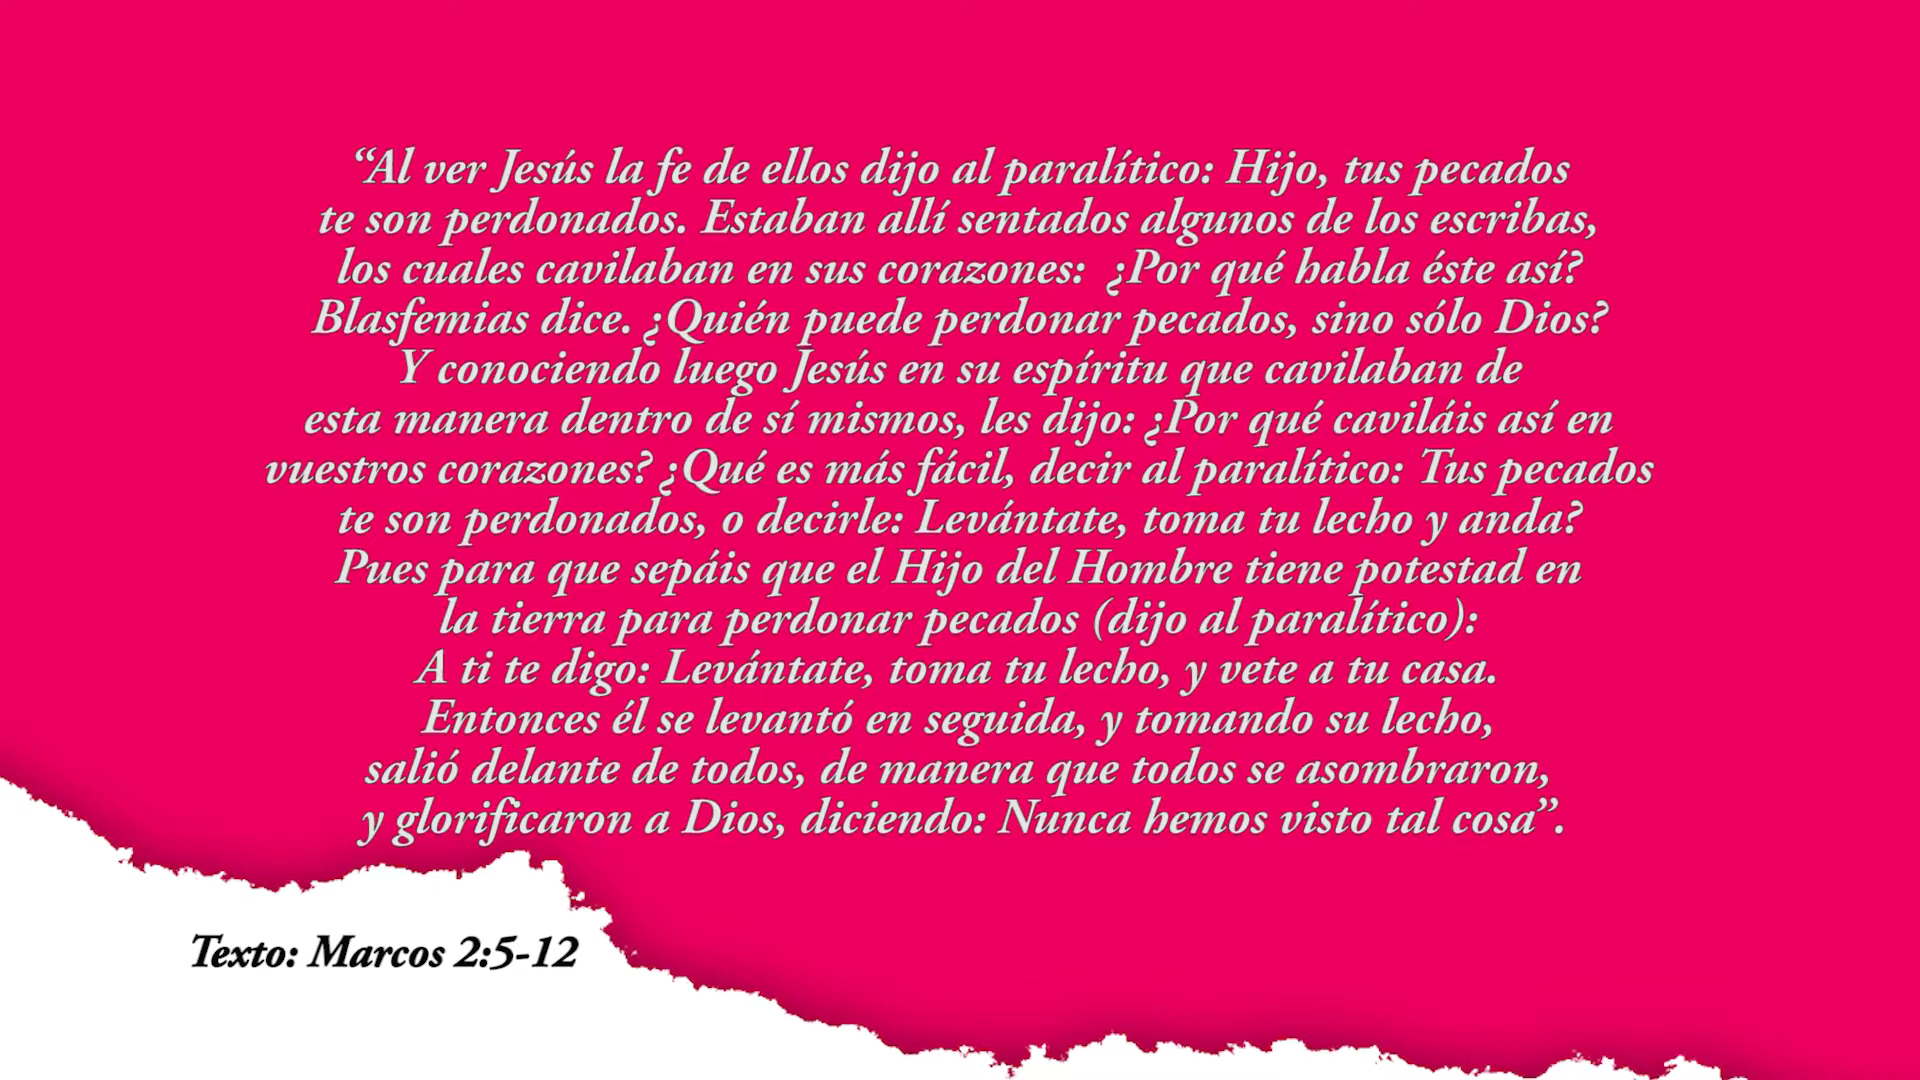 “Al ver Jesús la fe de ellos dijo al paralítico: Hijo, tus pecados
te son perdonados. Estaban allí sentados algunos de los escribas,
los cuales cavilaban en sus corazones:  ¿Por qué habla éste así?
Blasfemias dice. ¿Quién puede perdonar pecados, sino sólo Dios?
Y conociendo luego Jesús en su espíritu que cavilaban de
esta manera dentro de sí mismos, les dijo: ¿Por qué caviláis así en
vuestros corazones? ¿Qué es más fácil, decir al paralítico: Tus pecados
te son perdonados, o decirle: Levántate, toma tu lecho y anda?
Pues para que sepáis que el Hijo del Hombre tiene potestad en
la tierra para perdonar pecados (dijo al paralítico):
A ti te digo: Levántate, toma tu lecho, y vete a tu casa.
Entonces él se levantó en seguida, y tomando su lecho,
salió delante de todos, de manera que todos se asombraron,
y glorificaron a Dios, diciendo: Nunca hemos visto tal cosa”.
Texto: Marcos 2:5-12